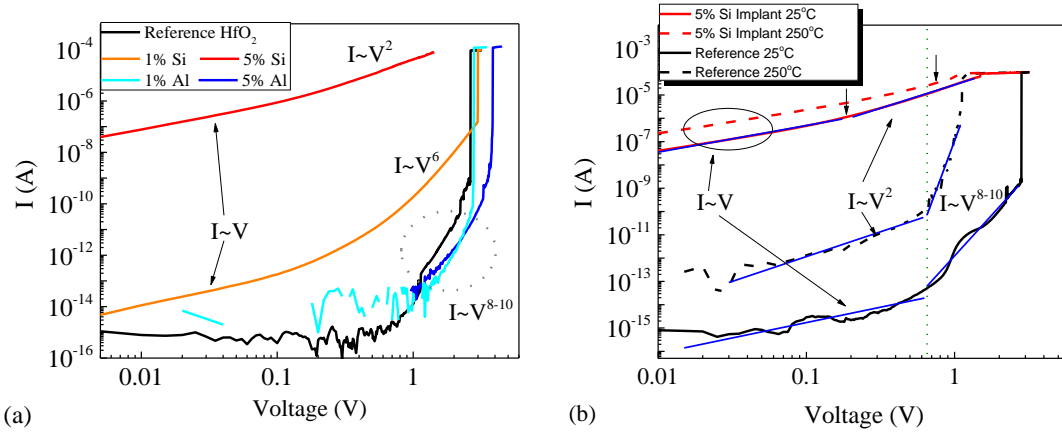 Reference HfO₂
1% Si 5% Si
1% Al 5% Al
I~V²
I~V⁶
I~V
I~V⁸⁻¹⁰
10⁻⁴
10⁻⁶
10⁻⁸
10⁻¹⁰
10⁻¹²
10⁻¹⁴
10⁻¹⁶
I (A)
0.01 0.1 1
Voltage (V)
(a)
5% Si Implant 25°C
5% Si Implant 250°C
Reference 25°C
Reference 250°C
I~V
I~V²
I~V⁸⁻¹⁰
10⁻¹
10⁻³
10⁻⁵
10⁻⁷
10⁻⁹
10⁻¹¹
10⁻¹³
10⁻¹⁵
I (A)
0.01 0.1 1
Voltage (V)
(b)